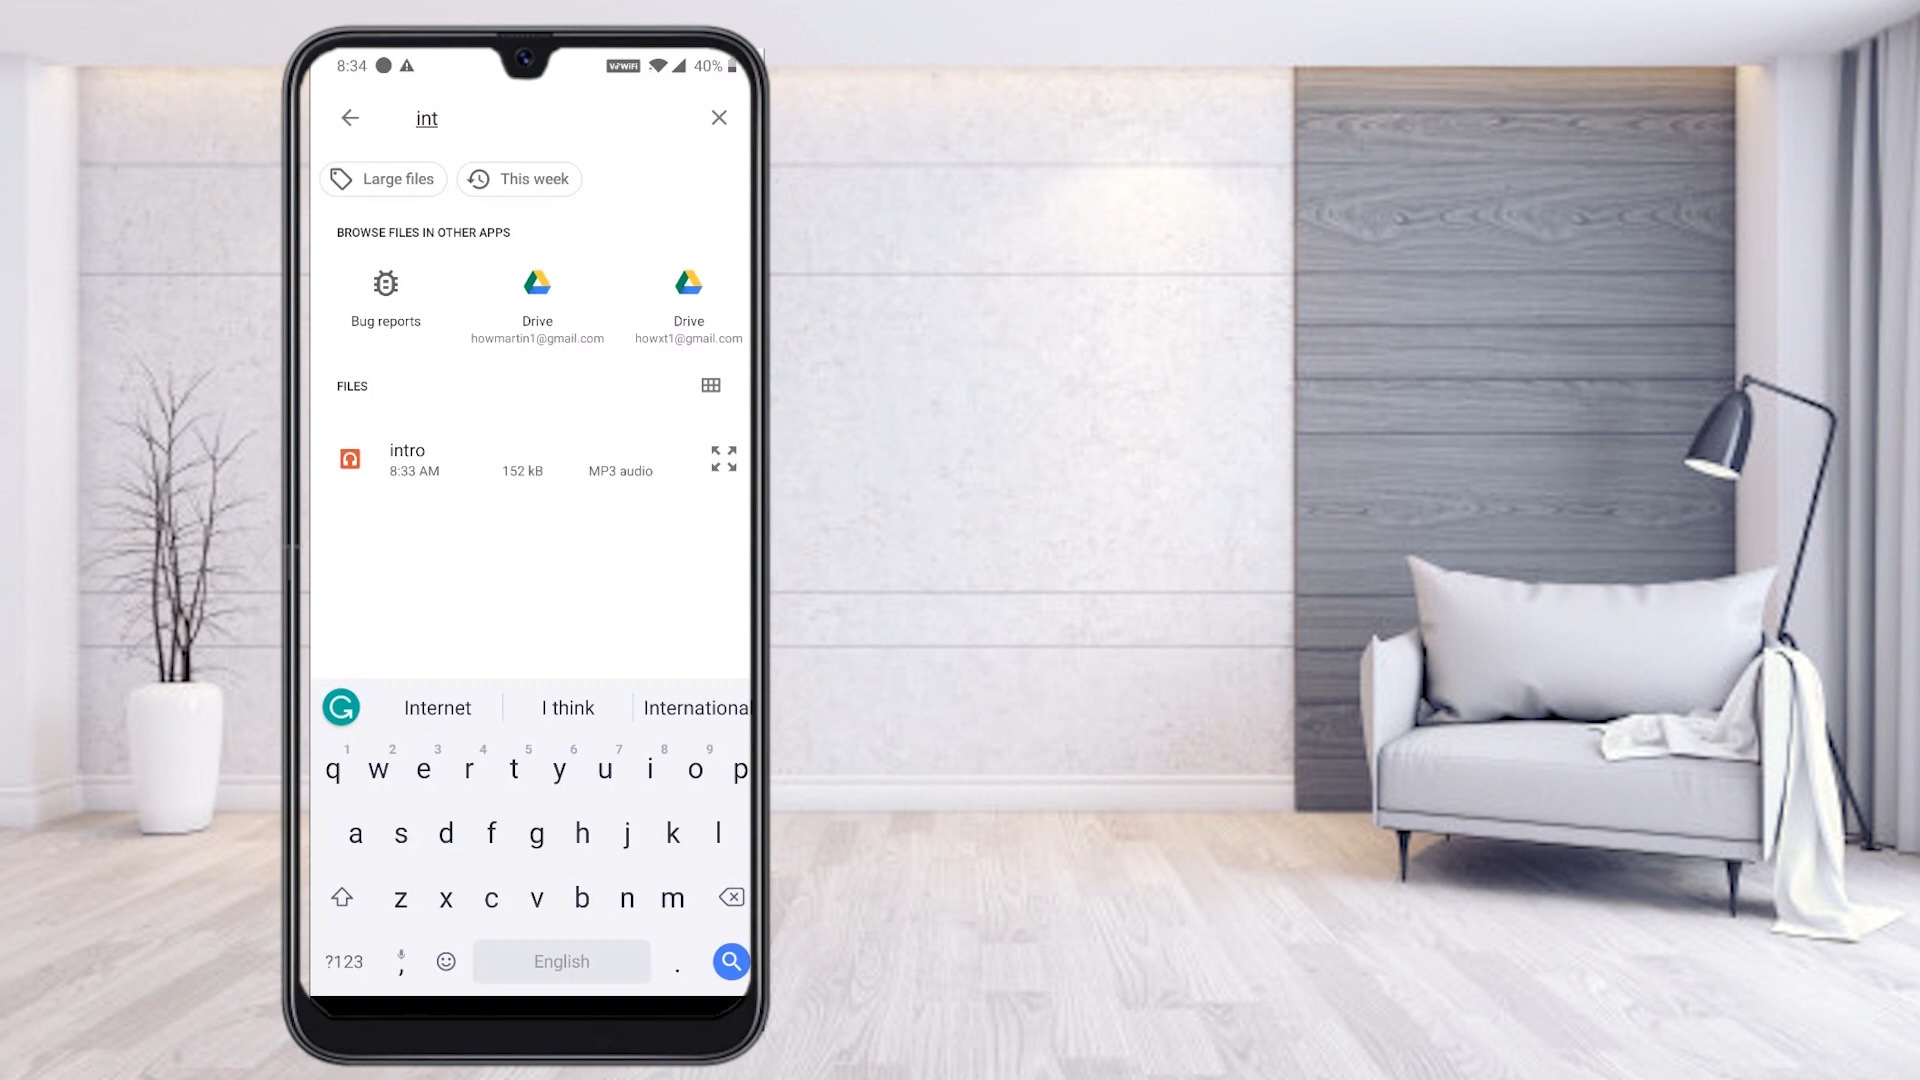 8:34 VoWiFi 40%
int
Large files This week
BROWSE FILES IN OTHER APPS
Bug reports Drive Drive
howmartin1@gmail.com howxt1@gmail.com
FILES
intro
8:33 AM 152 kB MP3 audio
Internet I think International
1 2 3 4 5 6 7 8 9
q w e r t y u i o p
a s d f g h j k l
z x c v b n m
?123 , English .